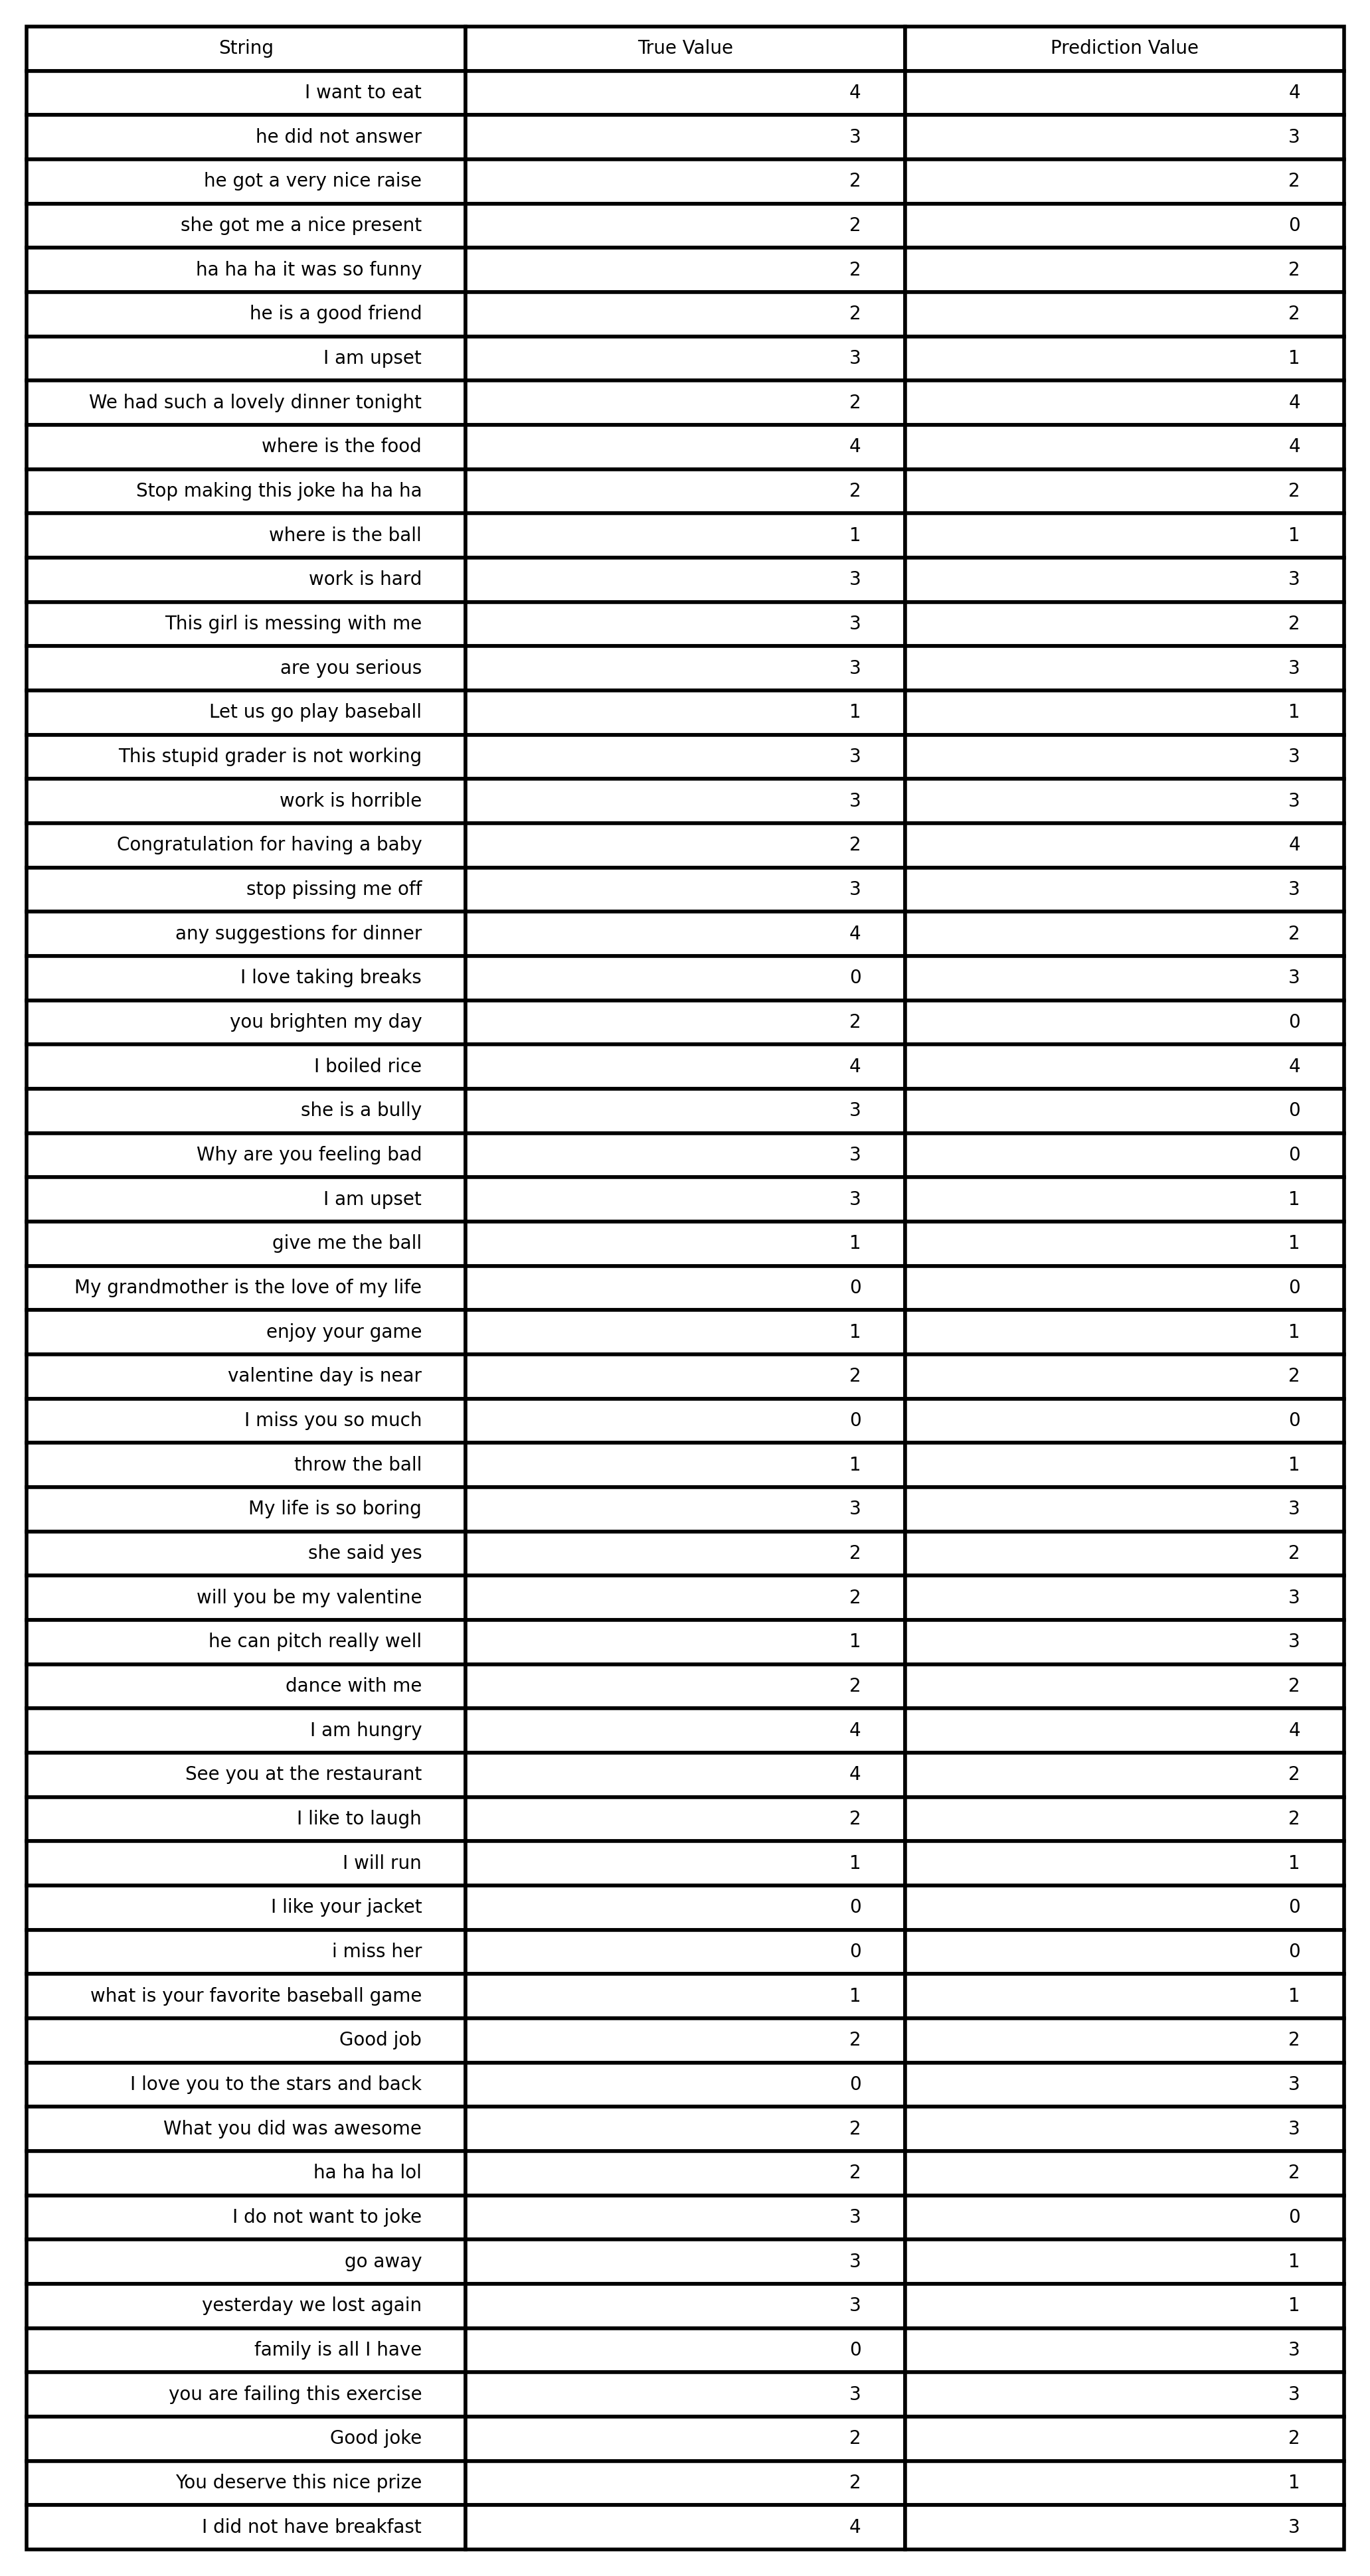 String True Value Prediction Value
I want to eat 4 4
he did not answer 3 3
he got a very nice raise 2 2
she got me a nice present 2 0
ha ha ha it was so funny 2 2
he is a good friend 2 2
I am upset 3 1
We had such a lovely dinner tonight 2 4
where is the food 4 4
Stop making this joke ha ha ha 2 2
where is the ball 1 1
work is hard 3 3
This girl is messing with me 3 2
are you serious 3 3
Let us go play baseball 1 1
This stupid grader is not working 3 3
work is horrible 3 3
Congratulation for having a baby 2 4
stop pissing me off 3 3
any suggestions for dinner 4 2
I love taking breaks 0 3
you brighten my day 2 0
I boiled rice 4 4
she is a bully 3 0
Why are you feeling bad 3 0
I am upset 3 1
give me the ball 1 1
My grandmother is the love of my life 0 0
enjoy your game 1 1
valentine day is near 2 2
I miss you so much 0 0
throw the ball 1 1
My life is so boring 3 3
she said yes 2 2
will you be my valentine 2 3
he can pitch really well 1 3
dance with me 2 2
I am hungry 4 4
See you at the restaurant 4 2
I like to laugh 2 2
I will run 1 1
I like your jacket 0 0
i miss her 0 0
what is your favorite baseball game 1 1
Good job 2 2
I love you to the stars and back 0 3
What you did was awesome 2 3
ha ha ha lol 2 2
I do not want to joke 3 0
go away 3 1
yesterday we lost again 3 1
family is all I have 0 3
you are failing this exercise 3 3
Good joke 2 2
You deserve this nice prize 2 1
I did not have breakfast 4 3